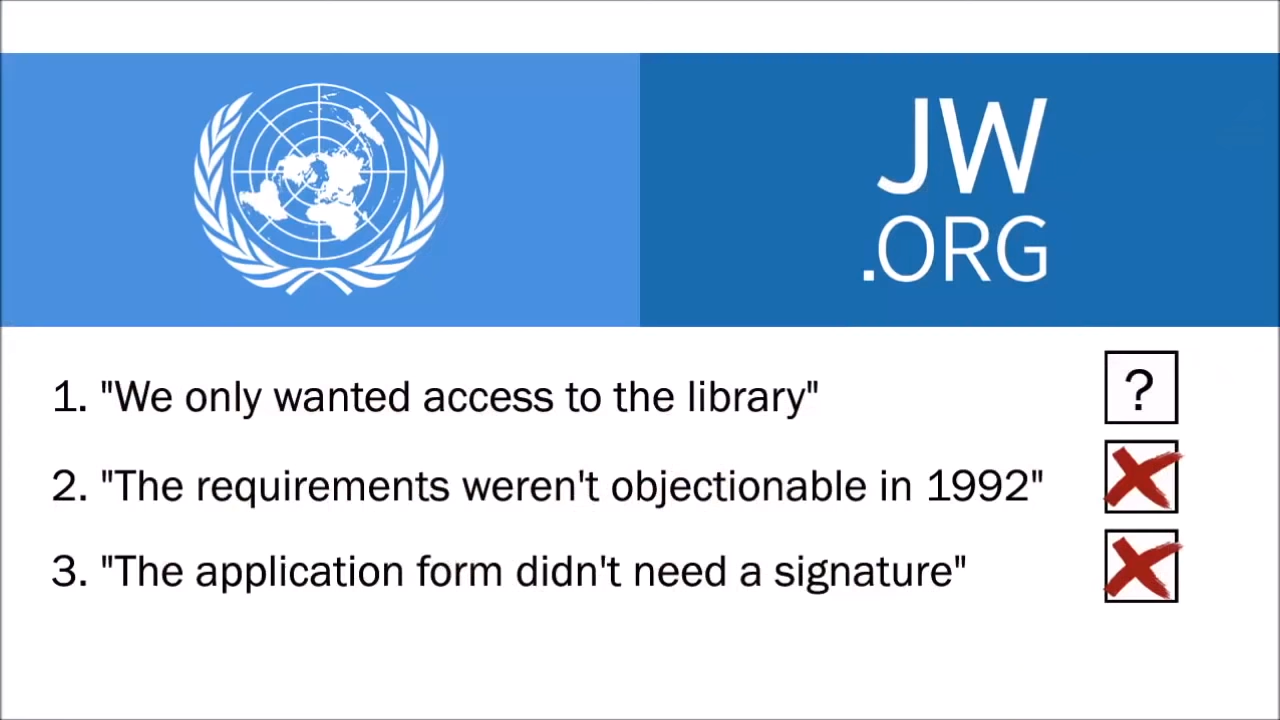 JW
.ORG
1. "We only wanted access to the library"
?
2. "The requirements weren't objectionable in 1992"
3. "The application form didn't need a signature"